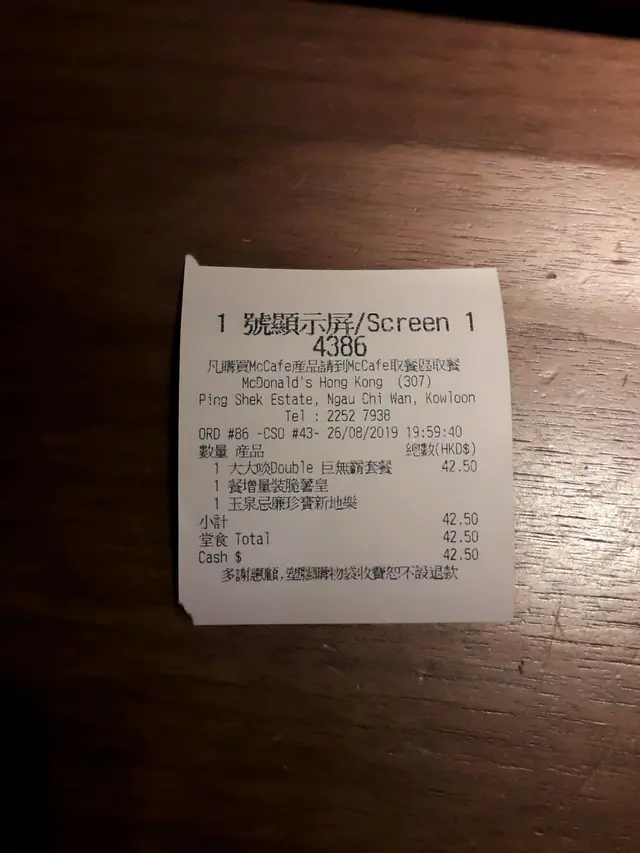 1 號顯示屏/Screen 1
4386
凡購買McCafe產品請到McCafe取餐區取餐
McDonald's Hong Kong (307)
Ping Shek Estate, Ngau Chi Wan, Kowloon
Tel : 2252 7938
ORD #86 -CSO #43- 26/08/2019 19:59:40
數量 產品 總數(HKD$)
1 大大啖Double 巨無霸套餐 42.50
1 餐增量裝脆薯皇
1 玉泉忌廉珍寶新地樂
小計 42.50
堂食 Total 42.50
Cash $ 42.50
多謝惠顧,塑膠購物袋收費恕不設退款